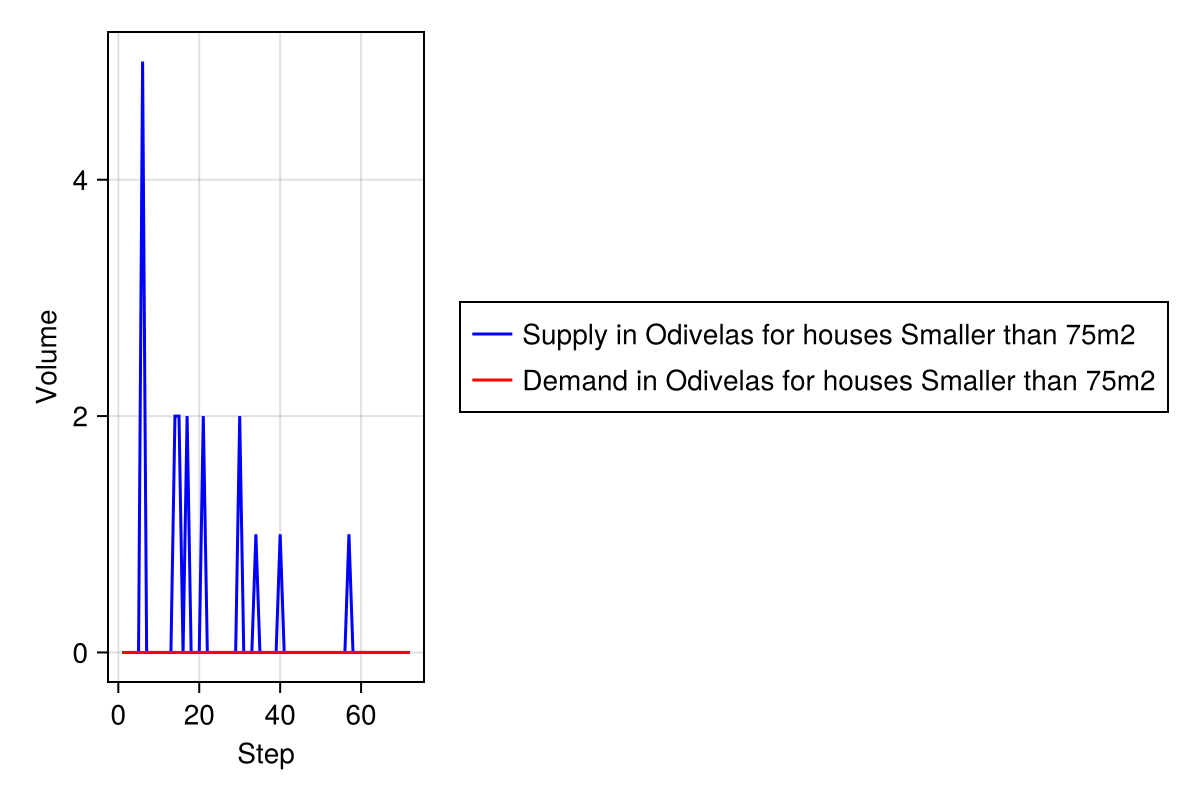 4
2
0
Volume
0 20 40 60
Step
Supply in Odivelas for houses Smaller than 75m2
Demand in Odivelas for houses Smaller than 75m2